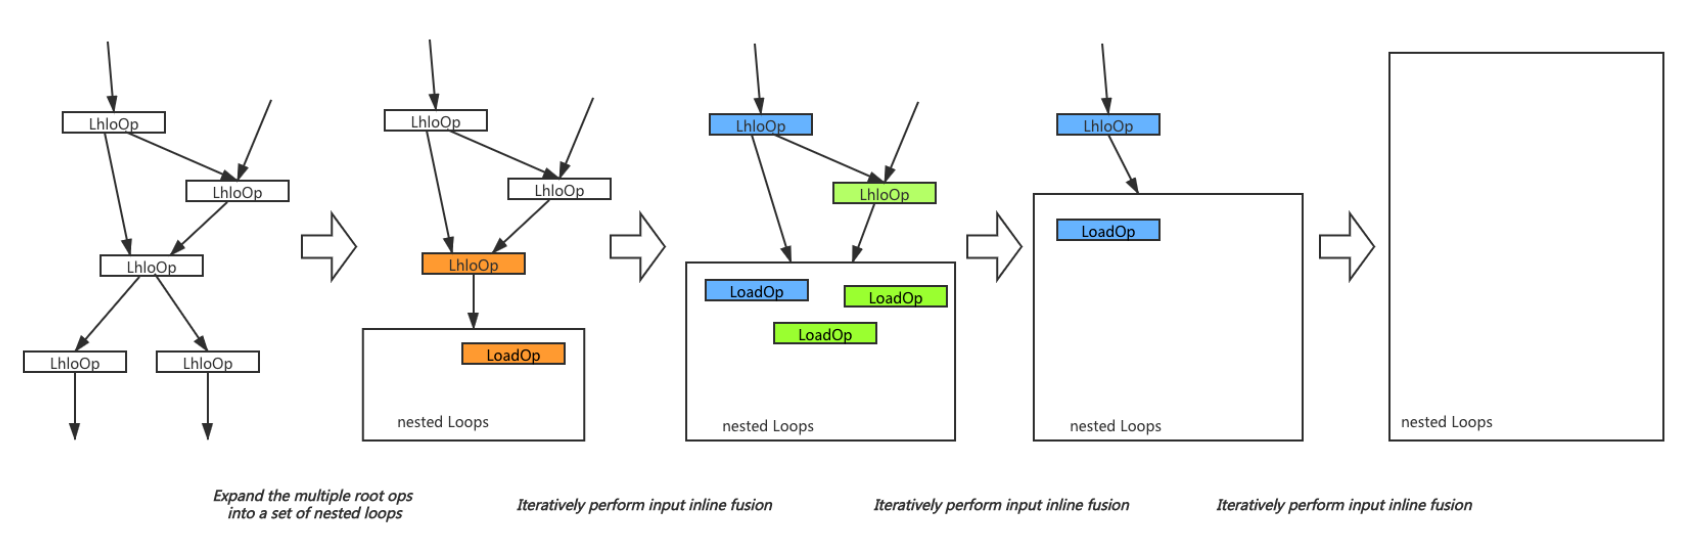 LhloOp
LhloOp
LhloOp
LhloOp
LhloOp
LhloOp
LhloOp
LhloOp
LoadOp
nested Loops
LhloOp
LhloOp
LoadOp
LoadOp
LoadOp
nested Loops
LhloOp
LoadOp
nested Loops
nested Loops
Expand the multiple root ops
into a set of nested loops
Iteratively perform input inline fusion
Iteratively perform input inline fusion
Iteratively perform input inline fusion